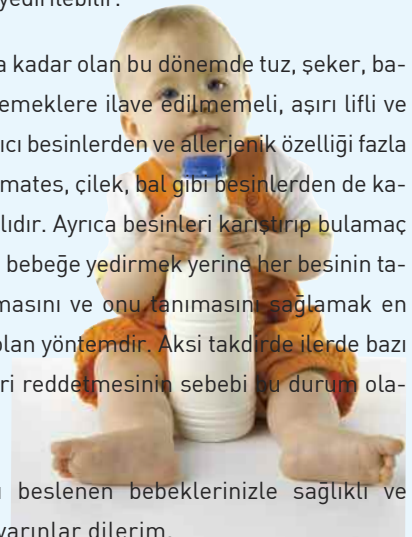 yedirilebilir.
a kadar olan bu dönemde tuz, şeker, ba-
emeklere ilave edilmemeli, aşırı lifli ve
ıcı besinlerden ve allerjenik özelliği fazla
mates, çilek, bal gibi besinlerden de ka-
lıdır. Ayrıca besinleri karıştırıp bulamaç
bebeğe yedirmek yerine her besinin ta-
masını ve onu tanımasını sağlamak en
olan yöntemdir. Aksi takdirde ilerde bazı
ri reddetmesinin sebebi bu durum ola-
beslenen bebeklerinizle sağlıklı ve
yarınlar dilerim.